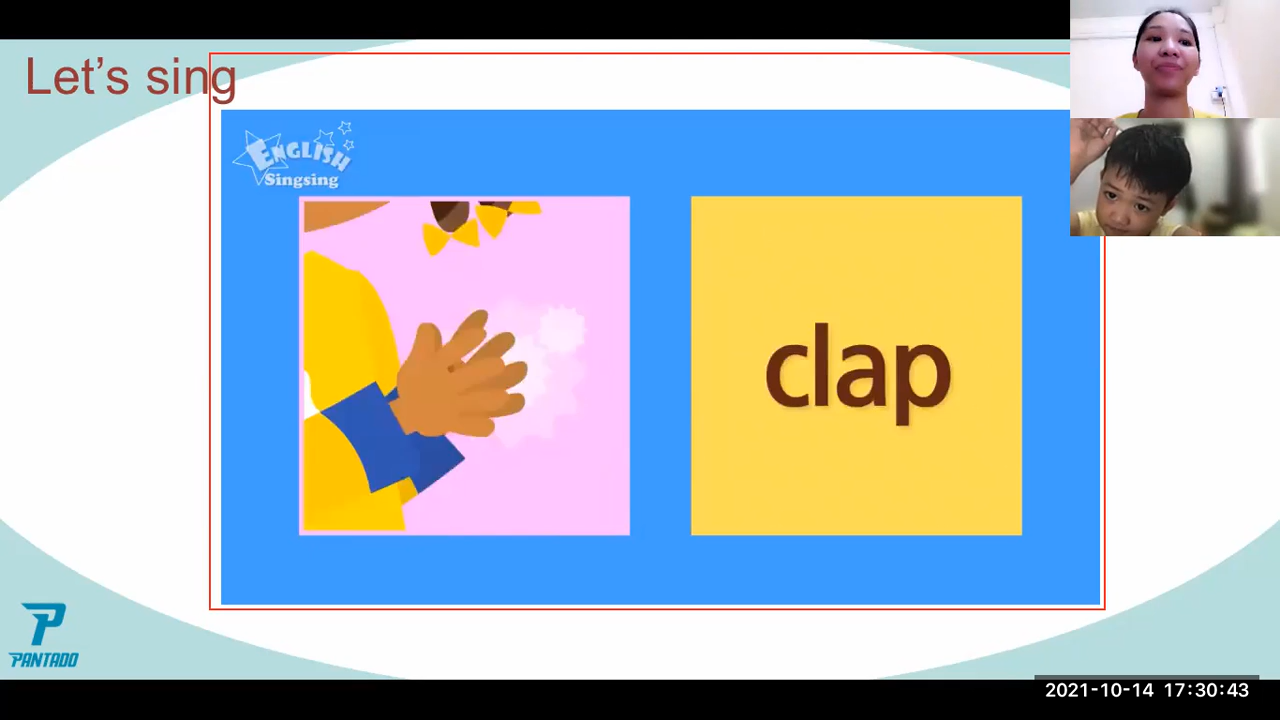 Let's sing
ENGLISH
Singsing
clap
PANTADO
2021-10-14 17:30:43